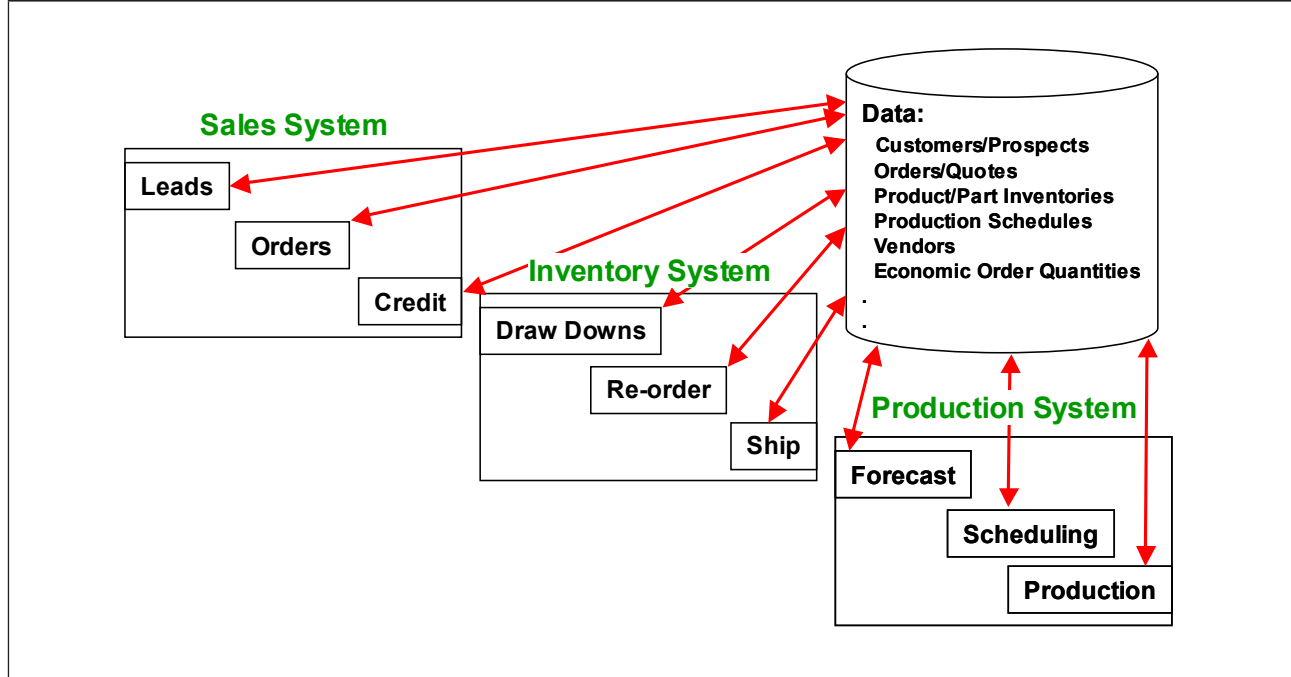 Sales System
Leads
Orders
Credit
Inventory System
Draw Downs
Re-order
Ship
Data:
Customers/Prospects
Orders/Quotes
Product/Part Inventories
Production Schedules
Vendors
Economic Order Quantities
.
.
Production System
Forecast
Scheduling
Production